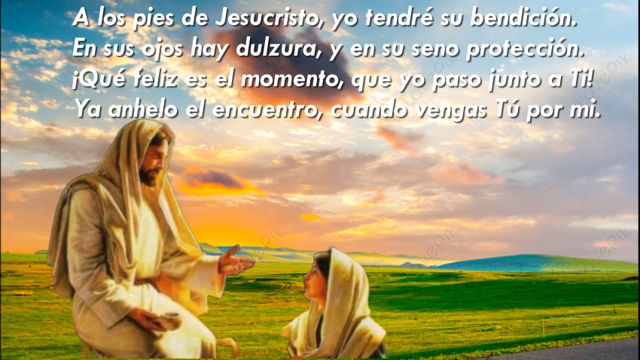 A los pies de Jesucristo, yo tendré su bendición.
En sus ojos hay dulzura, y en su seno protección.
¡Qué feliz es el momento, que yo paso junto a Ti!
Ya anhelo el encuentro, cuando vengas Tú por mi.